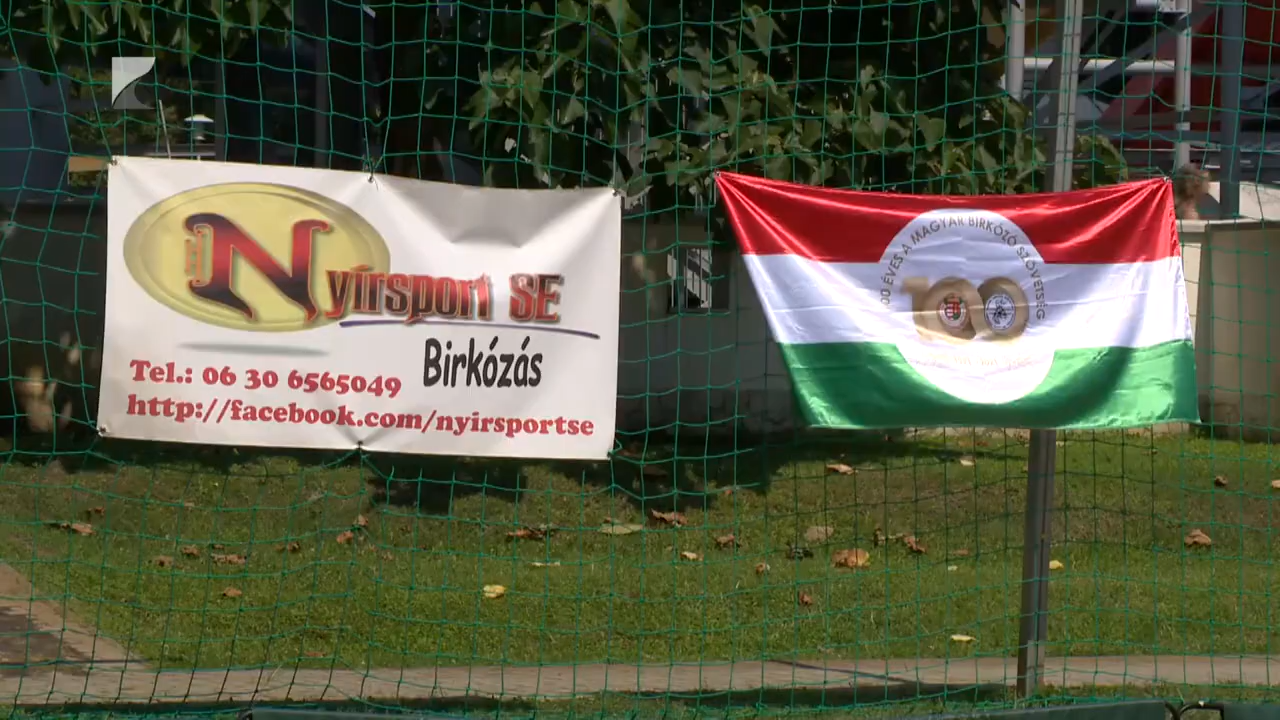 Nyírsport SE
Birkózás
Tel.: 06 30 6565049
http://facebook.com/nyirsportse
100 ÉVES A MAGYAR BIRKÓZÓ SZÖVETSÉG
100